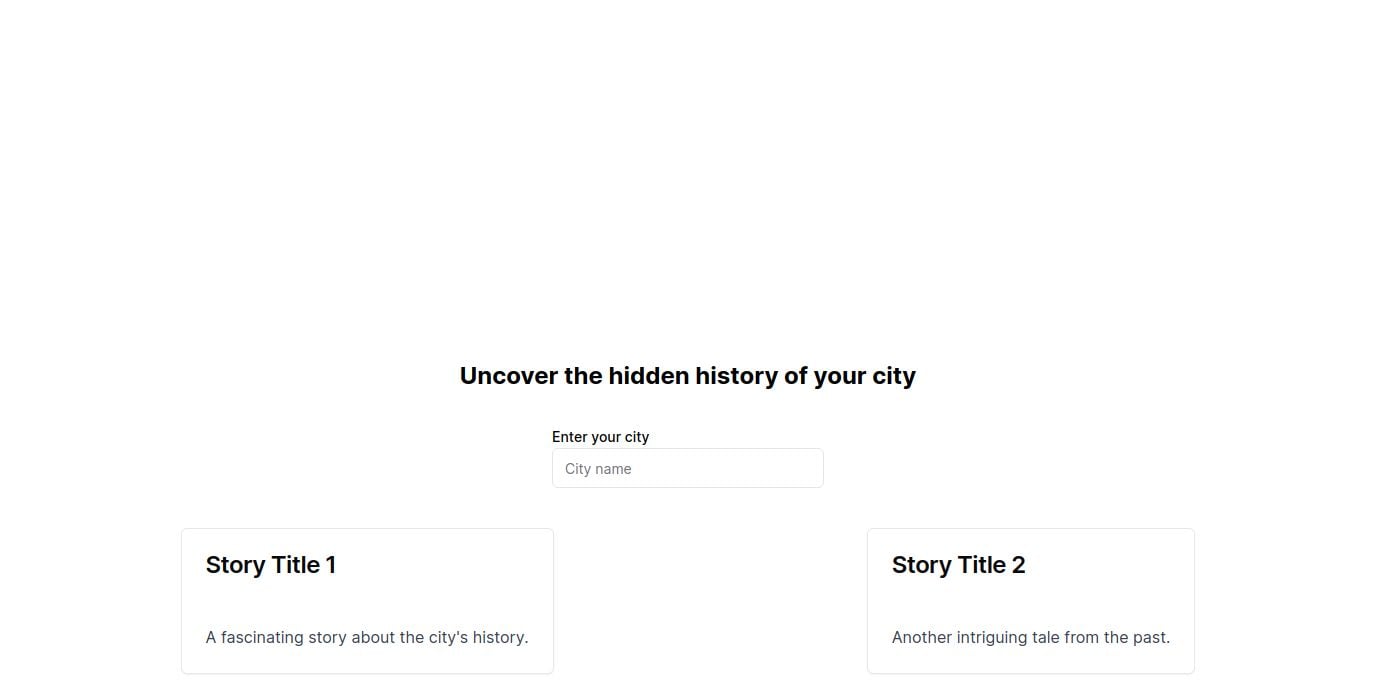 Uncover the hidden history of your city
Enter your city
City name
Story Title 1
A fascinating story about the city's history.
Story Title 2
Another intriguing tale from the past.